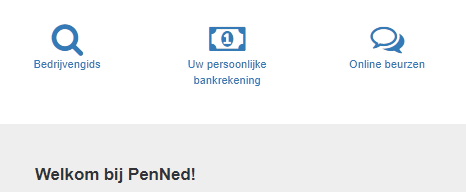 Bedrijvengids
Uw persoonlijke
bankrekening
Online beurzen
Welkom bij PenNed!